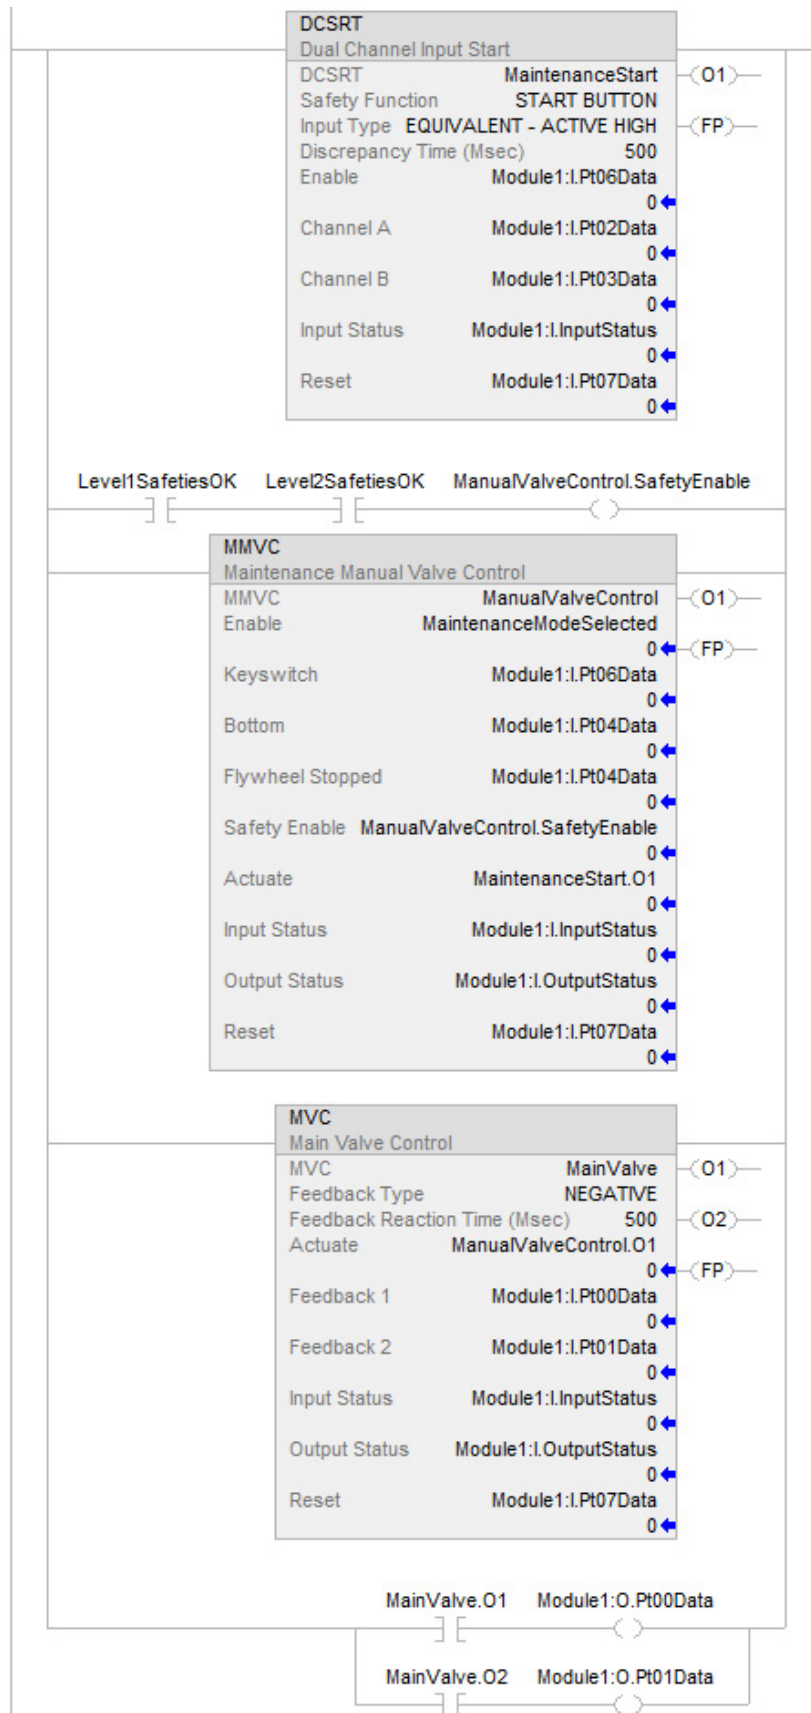 DCSRT
Dual Channel Input Start
DCSRT MaintenanceStart (O1)
Safety Function START BUTTON
Input Type EQUIVALENT - ACTIVE HIGH (FP)
Discrepancy Time (Msec) 500
Enable Module1:I.Pt06Data
0
Channel A Module1:I.Pt02Data
0
Channel B Module1:I.Pt03Data
0
Input Status Module1:I.InputStatus
0
Reset Module1:I.Pt07Data
0
Level1SafetiesOK Level2SafetiesOK ManualValveControl.SafetyEnable
MMVC
Maintenance Manual Valve Control
MMVC ManualValveControl (O1)
Enable MaintenanceModeSelected
0 (FP)
Keyswitch Module1:I.Pt06Data
0
Bottom Module1:I.Pt04Data
0
Flywheel Stopped Module1:I.Pt04Data
0
Safety Enable ManualValveControl.SafetyEnable
0
Actuate MaintenanceStart.O1
0
Input Status Module1:I.InputStatus
0
Output Status Module1:I.OutputStatus
0
Reset Module1:I.Pt07Data
0
MVC
Main Valve Control
MVC MainValve (O1)
Feedback Type NEGATIVE
Feedback Reaction Time (Msec) 500 (O2)
Actuate ManualValveControl.O1
0 (FP)
Feedback 1 Module1:I.Pt00Data
0
Feedback 2 Module1:I.Pt01Data
0
Input Status Module1:I.InputStatus
0
Output Status Module1:I.OutputStatus
0
Reset Module1:I.Pt07Data
0
MainValve.O1 Module1:O.Pt00Data
MainValve.O2 Module1:O.Pt01Data